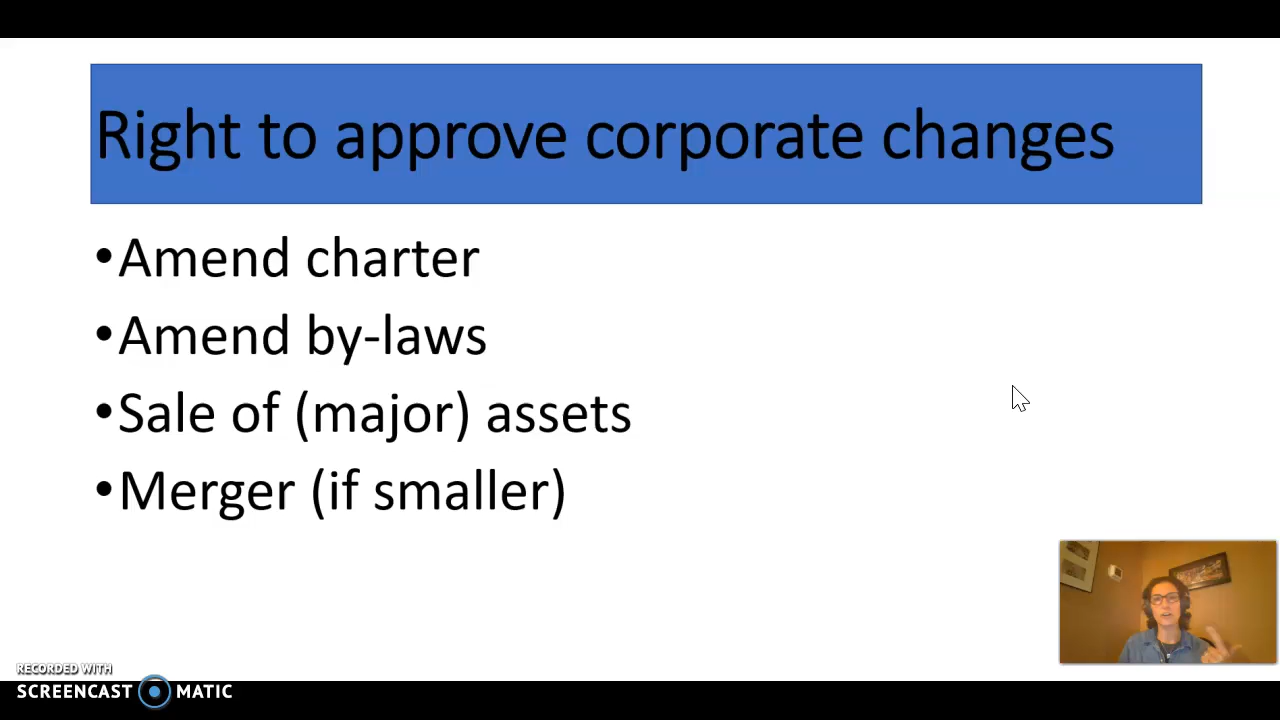 Right to approve corporate changes
•Amend charter
•Amend by-laws
•Sale of (major) assets
•Merger (if smaller)
RECORDED WITH
SCREENCAST MATIC